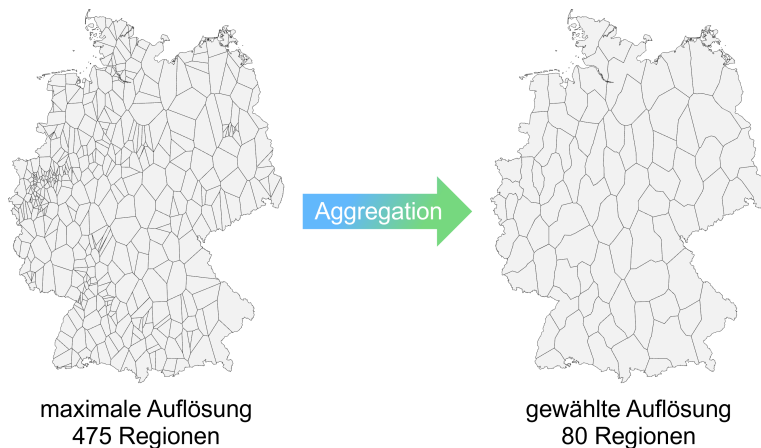 Aggregation
maximale Auflösung
475 Regionen
gewählte Auflösung
80 Regionen